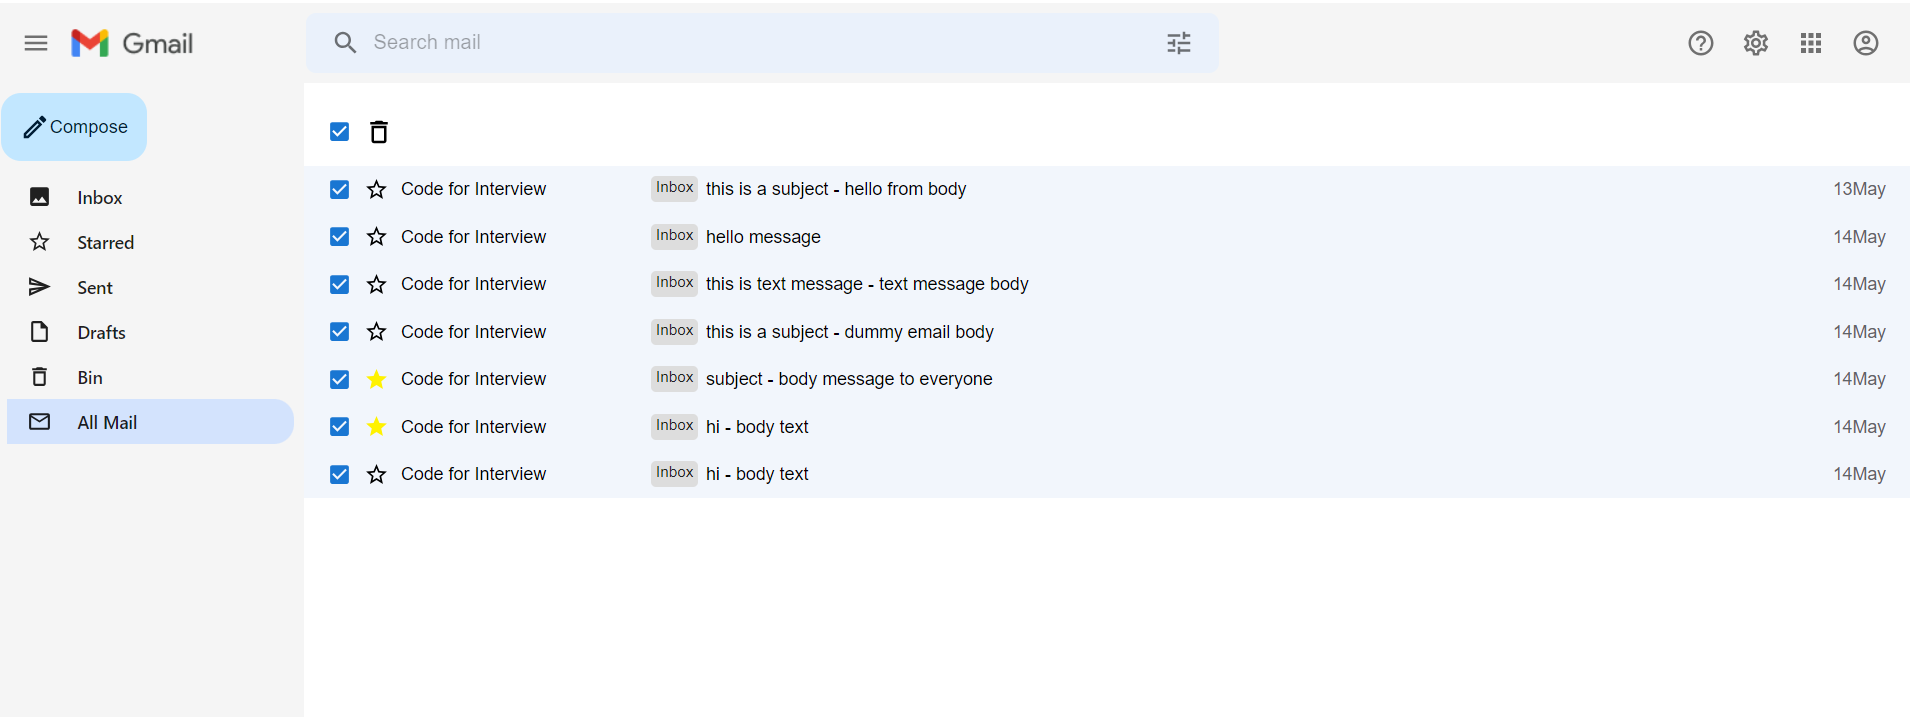 Gmail
Search mail
Compose
Inbox
Starred
Sent
Drafts
Bin
All Mail
Code for Interview Inbox this is a subject - hello from body 13May
Code for Interview Inbox hello message 14May
Code for Interview Inbox this is text message - text message body 14May
Code for Interview Inbox this is a subject - dummy email body 14May
Code for Interview Inbox subject - body message to everyone 14May
Code for Interview Inbox hi - body text 14May
Code for Interview Inbox hi - body text 14May